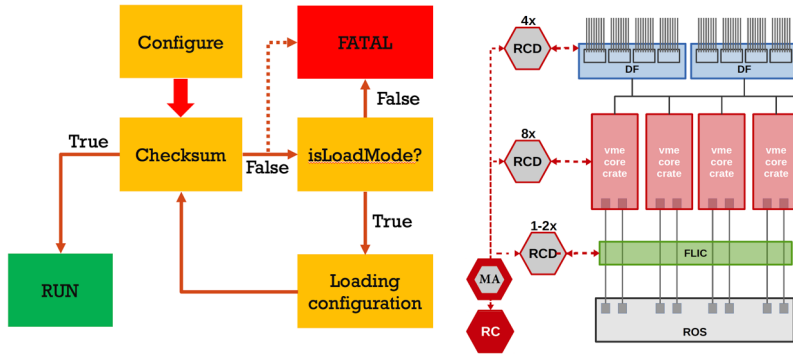 Configure
FATAL
False
True
Checksum
False
isLoadMode?
True
RUN
Loading
configuration
4x
RCD
DF
DF
8x
RCD
vme
core
crate
vme
core
crate
vme
core
crate
vme
core
crate
1-2x
RCD
FLIC
MA
RC
ROS